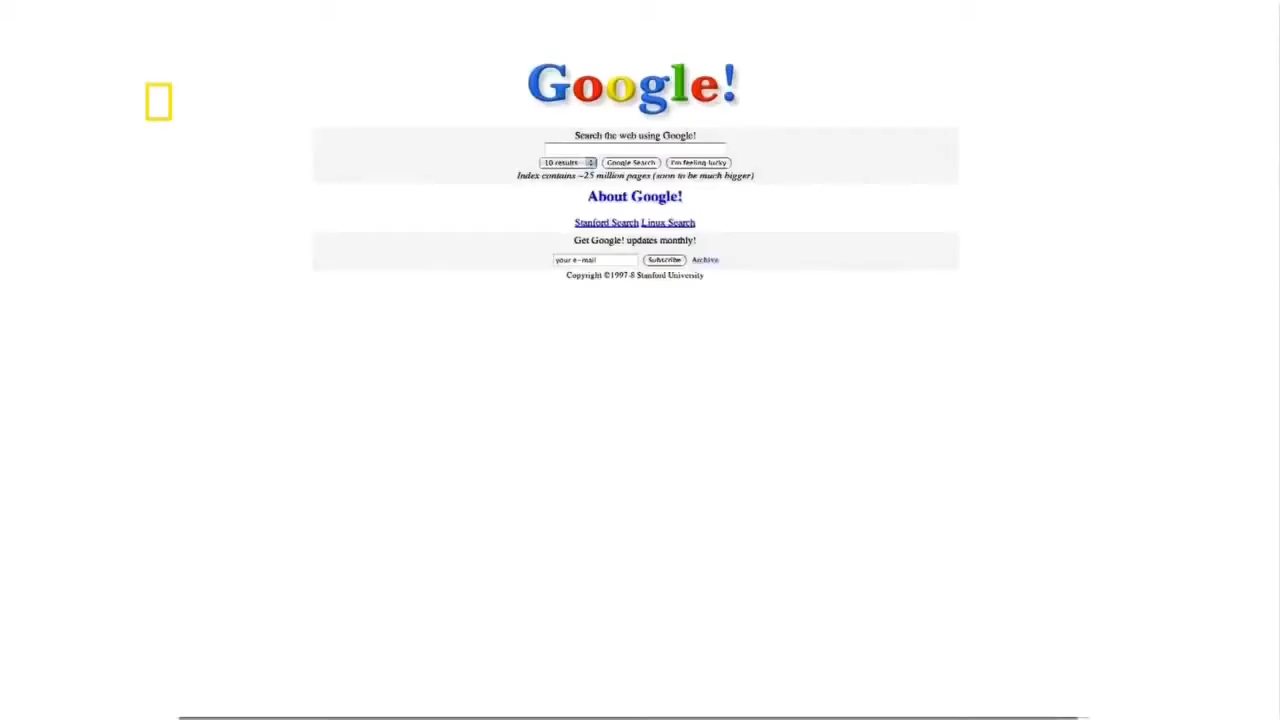 Google!
Search the web using Google!
10 results Google Search I'm feeling lucky
Index contains ~25 million pages (soon to be much bigger)
About Google!
Stanford Search Linux Search
Get Google! updates monthly!
your e-mail Subscribe Archive
Copyright ©1997-8 Stanford University